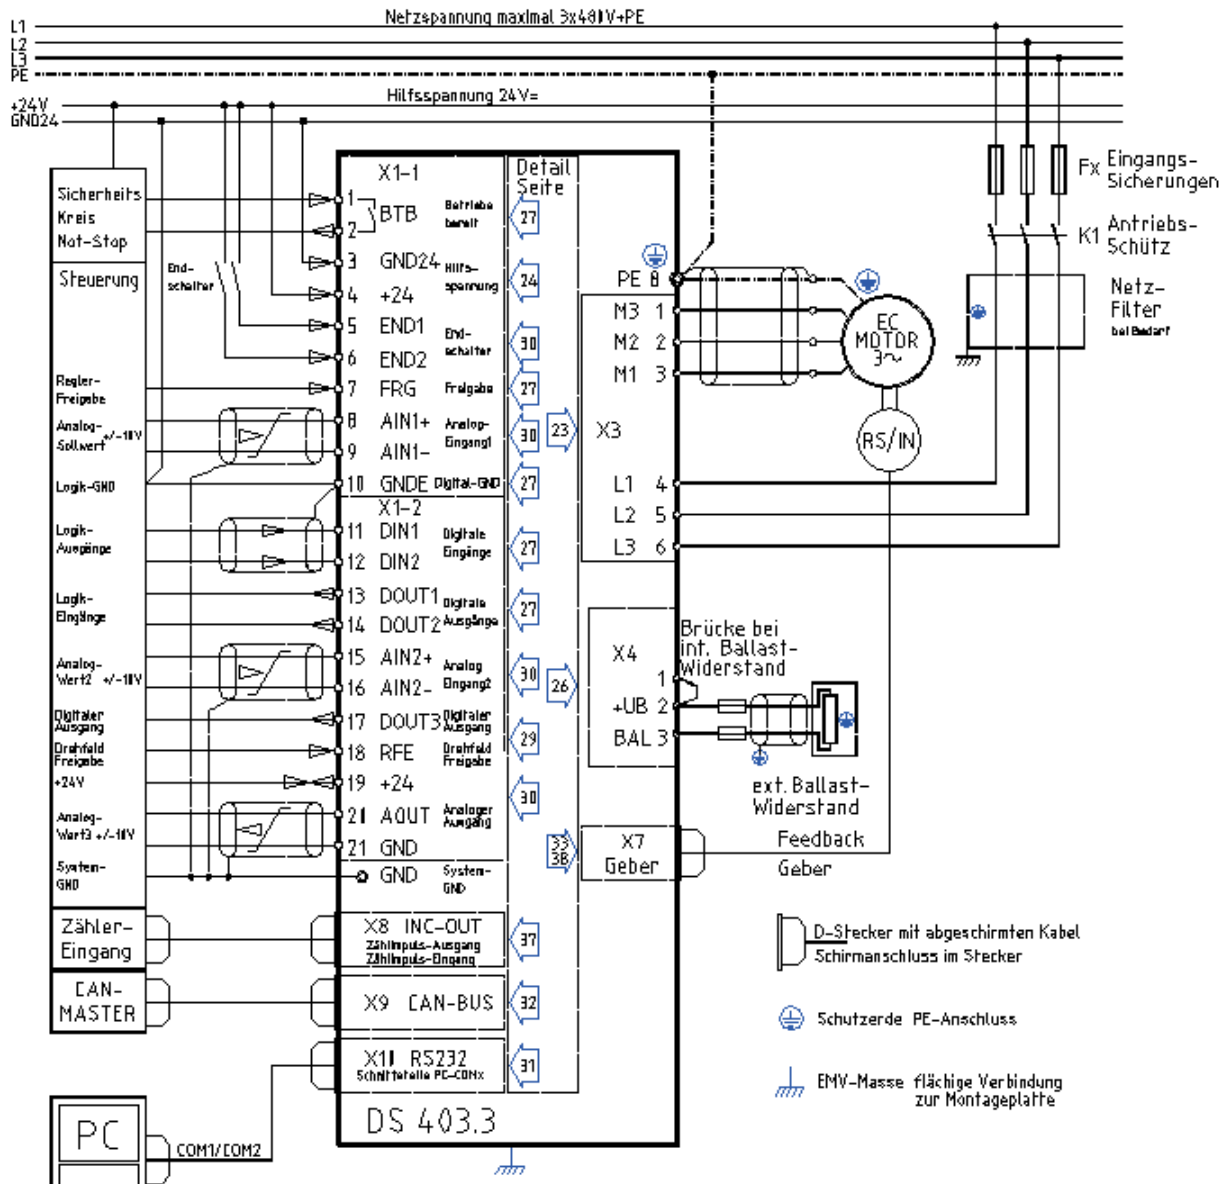 Netzspannung maximal 3x480V+PE
L1
L2
L3
PE
Hilfsspannung 24V=
+24V
GND24
Sicherheits
Kreis
Not-Stop
Steuerung
End-
schalter
Regler-
Freigabe
Analog-
Sollwert +/-10V
Logik-GND
Logik-
Ausgänge
Logik-
Eingänge
Analog-
Wert2 +/-10V
Digitaler
Ausgang
Drehfeld
Freigabe
+24V
Analog-
Wert3 +/-10V
System-
GND
Zähler-
Eingang
CAN-
MASTER
PC
COM1/COM2
X1-1
Detail
Seite
1
2
BTB
Betriebs
bereit
27
3 GND24
4 +24
Hilfs-
spannung
24
5 END1
6 END2
End-
schalter
30
7 FRG Freigabe 27
8 AIN1+
9 AIN1-
Analog-
Eingang1
30
10 GNDE Digital-GND 27
X1-2
11 DIN1
12 DIN2
Digitale
Eingänge
27
13 DOUT1
14 DOUT2
Digitale
Ausgänge
27
15 AIN2+
16 AIN2-
Analog
Eingang2
30
17 DOUT3 Digitaler
Ausgang
18 RFE Drehfeld
Freigabe
29
19 +24
30
21 AOUT Analoger
Ausgang
21 GND
GND System-
GND
X8 INC-OUT
Zählimpuls-Ausgang
Zählimpuls-Eingang
37
X9 CAN-BUS
32
X10 RS232
Schnittstelle PC-COMx
31
DS 403.3
PE 8
M3 1
M2 2
M1 3
23
X3
L1 4
L2 5
L3 6
X4
26
1
+UB 2
BAL 3
33
38
X7
Geber
EC
MOTOR
3~
RS/IN
Fx Eingangs-
Sicherungen
K1 Antriebs-
Schütz
Netz-
Filter
bei Bedarf
Brücke bei
int. Ballast-
Widerstand
ext. Ballast-
Widerstand
Feedback
Geber
D-Stecker mit abgeschirmten Kabel
Schirmanschluss im Stecker
Schutzerde PE-Anschluss
EMV-Masse flächige Verbindung
zur Montageplatte